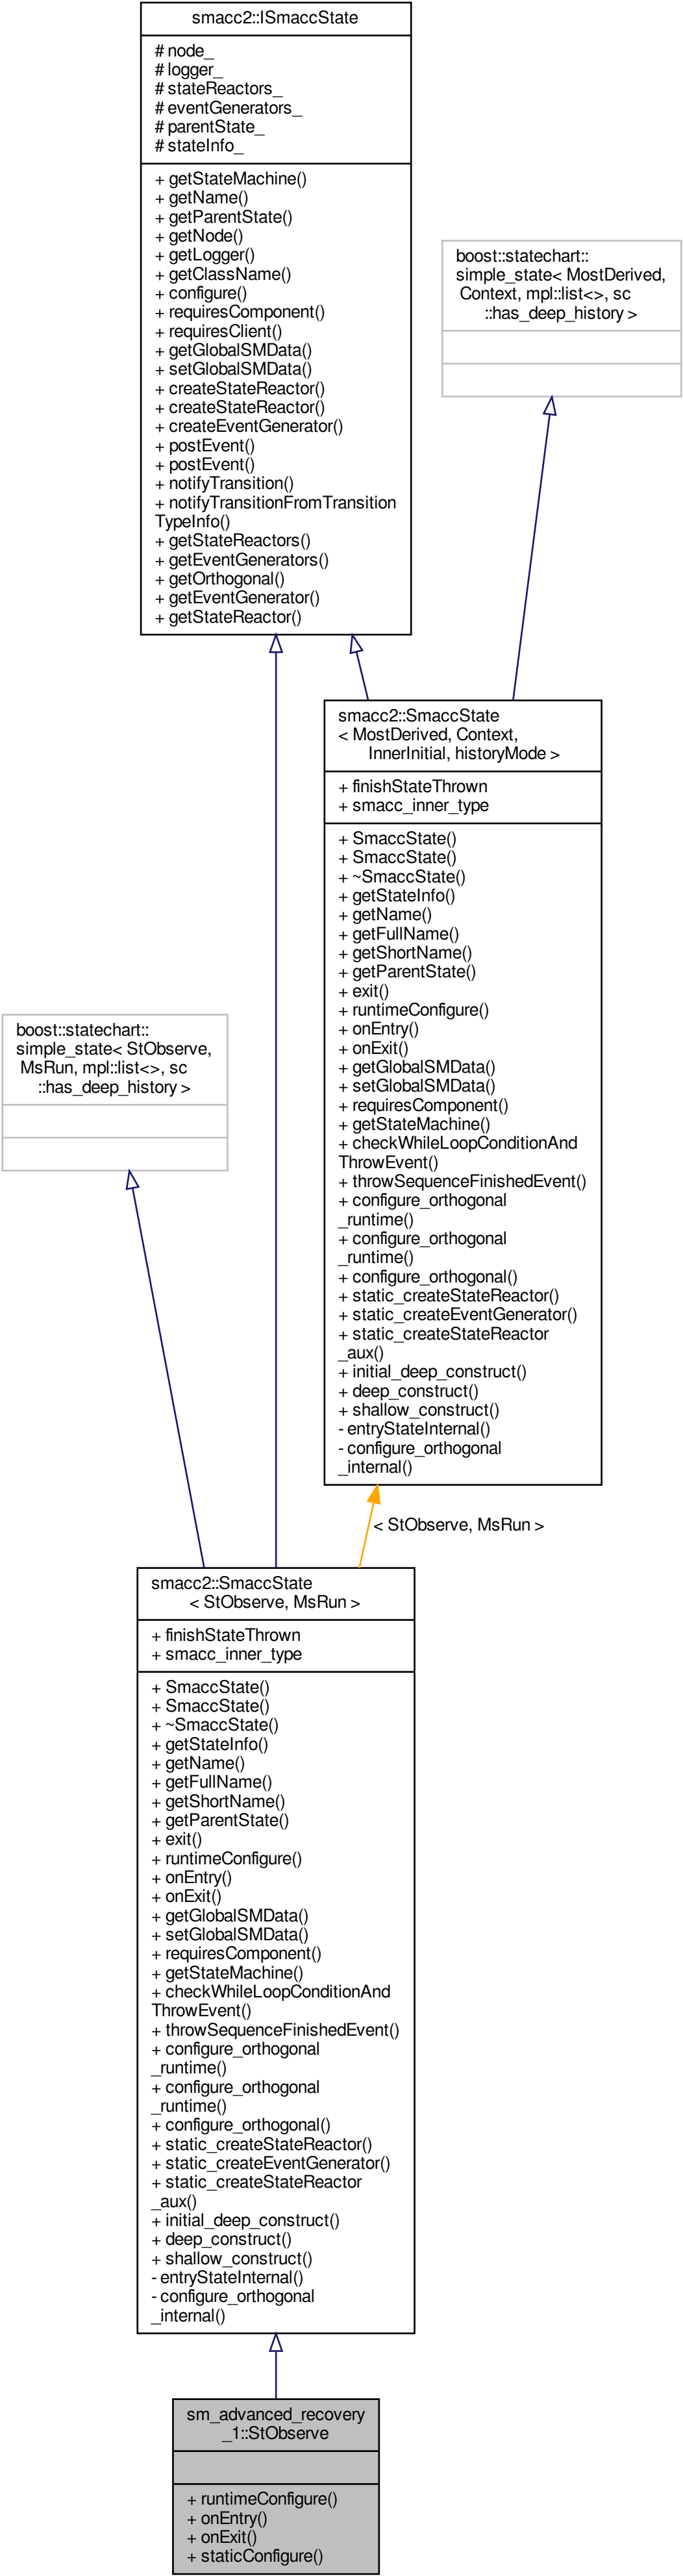 smacc2::ISmaccState
# node_
# logger_
# stateReactors_
# eventGenerators_
# parentState_
# stateInfo_
+ getStateMachine()
+ getName()
+ getParentState()
+ getNode()
+ getLogger()
+ getClassName()
+ configure()
+ requiresComponent()
+ requiresClient()
+ getGlobalSMData()
+ setGlobalSMData()
+ createStateReactor()
+ createStateReactor()
+ createEventGenerator()
+ postEvent()
+ postEvent()
+ notifyTransition()
+ notifyTransitionFromTransition
TypeInfo()
+ getStateReactors()
+ getEventGenerators()
+ getOrthogonal()
+ getEventGenerator()
+ getStateReactor()
boost::statechart::
simple_state< MostDerived,
Context, mpl::list<>, sc
::has_deep_history >
smacc2::SmaccState
< MostDerived, Context,
InnerInitial, historyMode >
+ finishStateThrown
+ smacc_inner_type
+ SmaccState()
+ SmaccState()
+ ~SmaccState()
+ getStateInfo()
+ getName()
+ getFullName()
+ getShortName()
+ getParentState()
+ exit()
+ runtimeConfigure()
+ onEntry()
+ onExit()
+ getGlobalSMData()
+ setGlobalSMData()
+ requiresComponent()
+ getStateMachine()
+ checkWhileLoopConditionAnd
ThrowEvent()
+ throwSequenceFinishedEvent()
+ configure_orthogonal
_runtime()
+ configure_orthogonal
_runtime()
+ configure_orthogonal()
+ static_createStateReactor()
+ static_createEventGenerator()
+ static_createStateReactor
_aux()
+ initial_deep_construct()
+ deep_construct()
+ shallow_construct()
- entryStateInternal()
- configure_orthogonal
_internal()
boost::statechart::
simple_state< StObserve,
MsRun, mpl::list<>, sc
::has_deep_history >
< StObserve, MsRun >
smacc2::SmaccState
< StObserve, MsRun >
+ finishStateThrown
+ smacc_inner_type
+ SmaccState()
+ SmaccState()
+ ~SmaccState()
+ getStateInfo()
+ getName()
+ getFullName()
+ getShortName()
+ getParentState()
+ exit()
+ runtimeConfigure()
+ onEntry()
+ onExit()
+ getGlobalSMData()
+ setGlobalSMData()
+ requiresComponent()
+ getStateMachine()
+ checkWhileLoopConditionAnd
ThrowEvent()
+ throwSequenceFinishedEvent()
+ configure_orthogonal
_runtime()
+ configure_orthogonal
_runtime()
+ configure_orthogonal()
+ static_createStateReactor()
+ static_createEventGenerator()
+ static_createStateReactor
_aux()
+ initial_deep_construct()
+ deep_construct()
+ shallow_construct()
- entryStateInternal()
- configure_orthogonal
_internal()
sm_advanced_recovery
_1::StObserve
+ runtimeConfigure()
+ onEntry()
+ onExit()
+ staticConfigure()